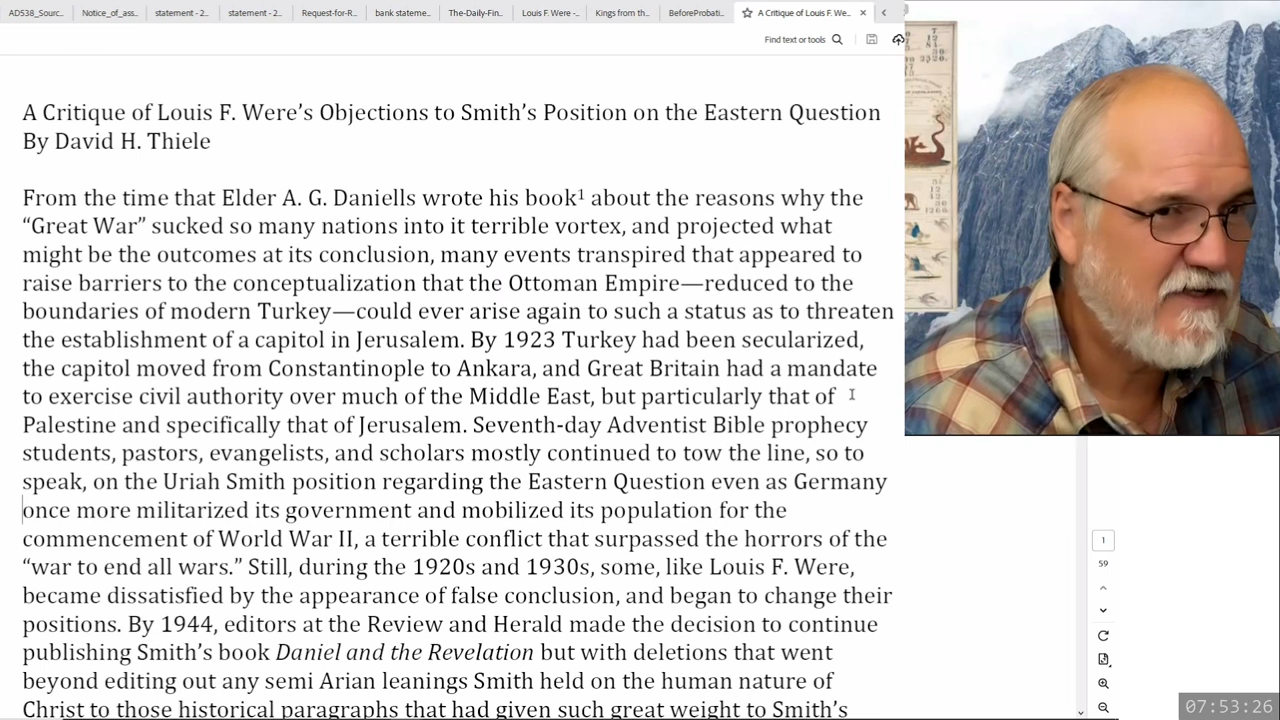 AD538_Sourc...
Notice_of_ass...
statement - 2...
statement - 2...
Request-for-R...
bank stateme...
The-Daily-Fin...
Louis F. Were -...
Kings from th...
BeforeProbati...
A Critique of Louis F. We...
Find text or tools
A Critique of Louis F. Were’s Objections to Smith’s Position on the Eastern Question
By David H. Thiele
From the time that Elder A. G. Daniells wrote his book¹ about the reasons why the
“Great War” sucked so many nations into it terrible vortex, and projected what
might be the outcomes at its conclusion, many events transpired that appeared to
raise barriers to the conceptualization that the Ottoman Empire—reduced to the
boundaries of modern Turkey—could ever arise again to such a status as to threaten
the establishment of a capitol in Jerusalem. By 1923 Turkey had been secularized,
the capitol moved from Constantinople to Ankara, and Great Britain had a mandate
to exercise civil authority over much of the Middle East, but particularly that of
Palestine and specifically that of Jerusalem. Seventh-day Adventist Bible prophecy
students, pastors, evangelists, and scholars mostly continued to tow the line, so to
speak, on the Uriah Smith position regarding the Eastern Question even as Germany
once more militarized its government and mobilized its population for the
commencement of World War II, a terrible conflict that surpassed the horrors of the
“war to end all wars.” Still, during the 1920s and 1930s, some, like Louis F. Were,
became dissatisfied by the appearance of false conclusion, and began to change their
positions. By 1944, editors at the Review and Herald made the decision to continue
publishing Smith’s book Daniel and the Revelation but with deletions that went
beyond editing out any semi Arian leanings Smith held on the human nature of
Christ to those historical paragraphs that had given such great weight to Smith’s
1
59
07:53:26